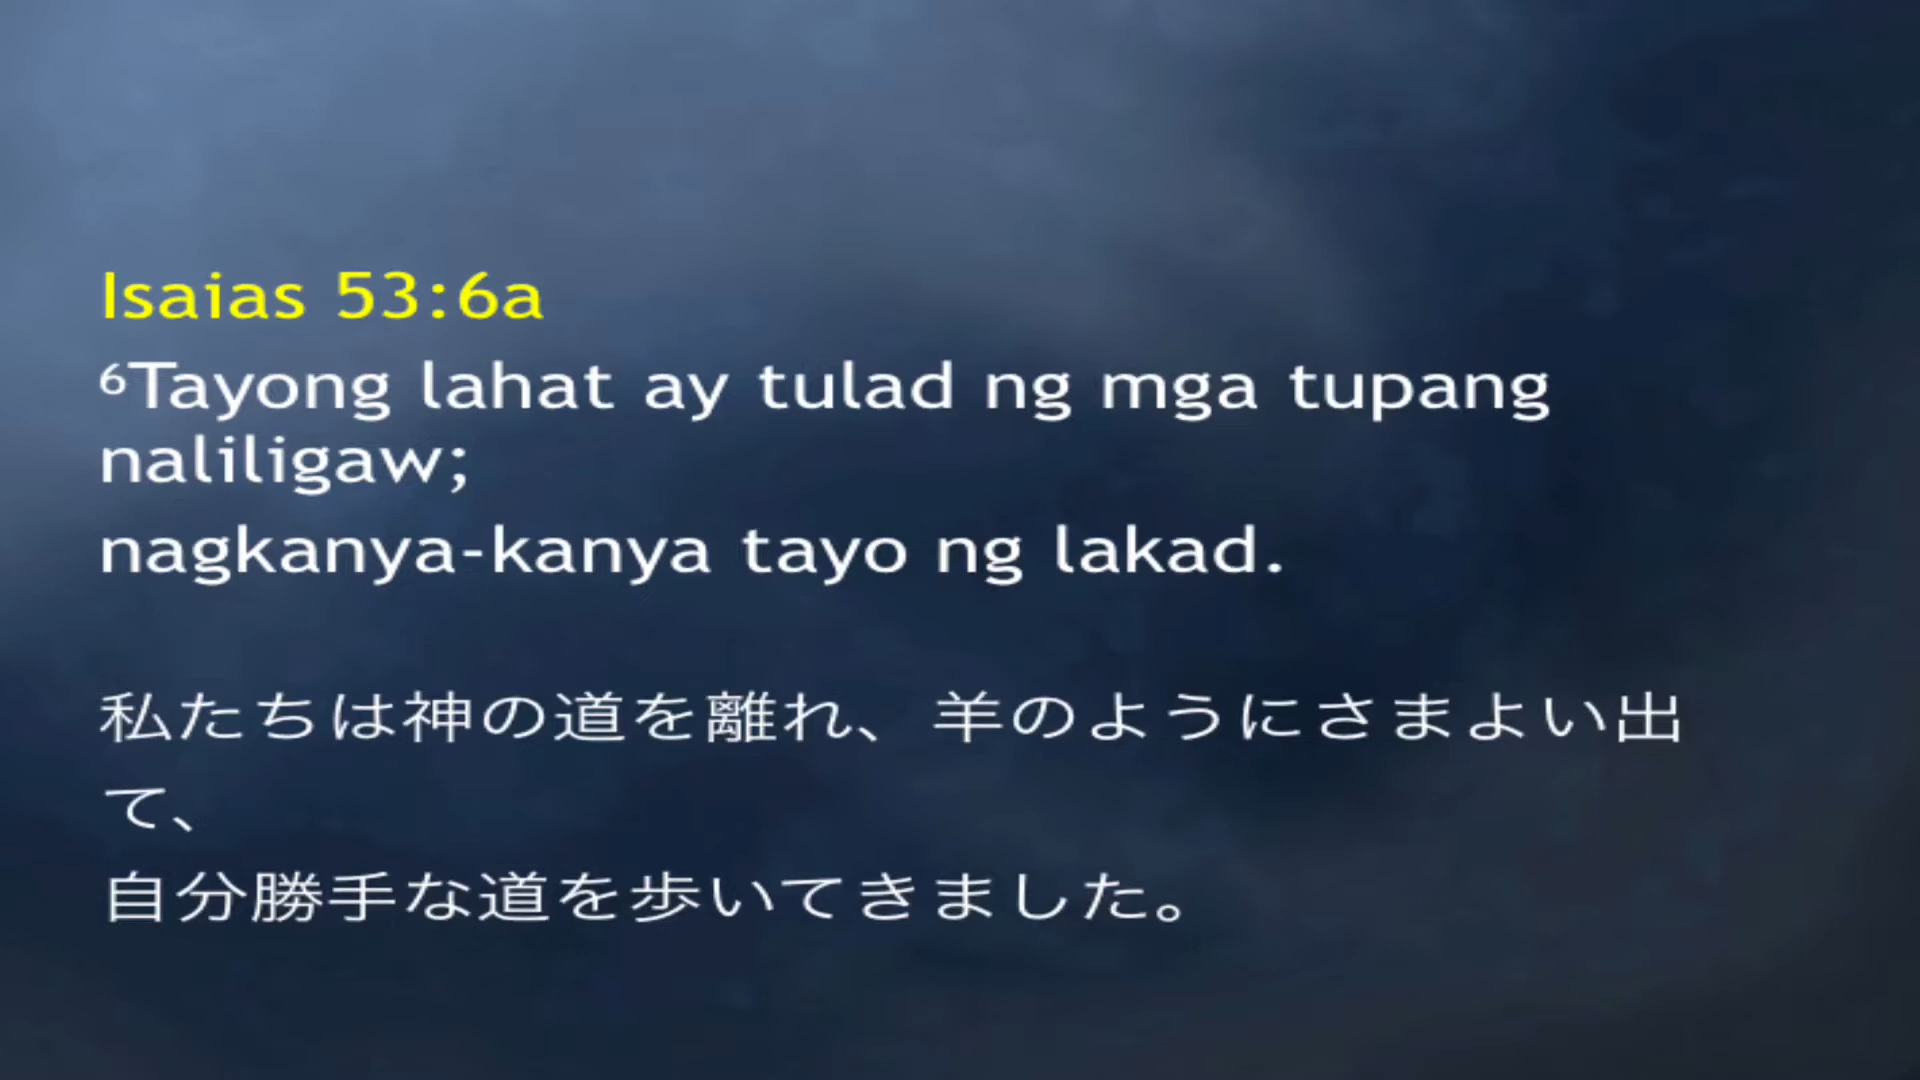 Isaias 53:6a
⁶Tayong lahat ay tulad ng mga tupang
naliligaw;
nagkanya-kanya tayo ng lakad.
私たちは神の道を離れ、羊のようにさまよい出
て、
自分勝手な道を歩いてきました。